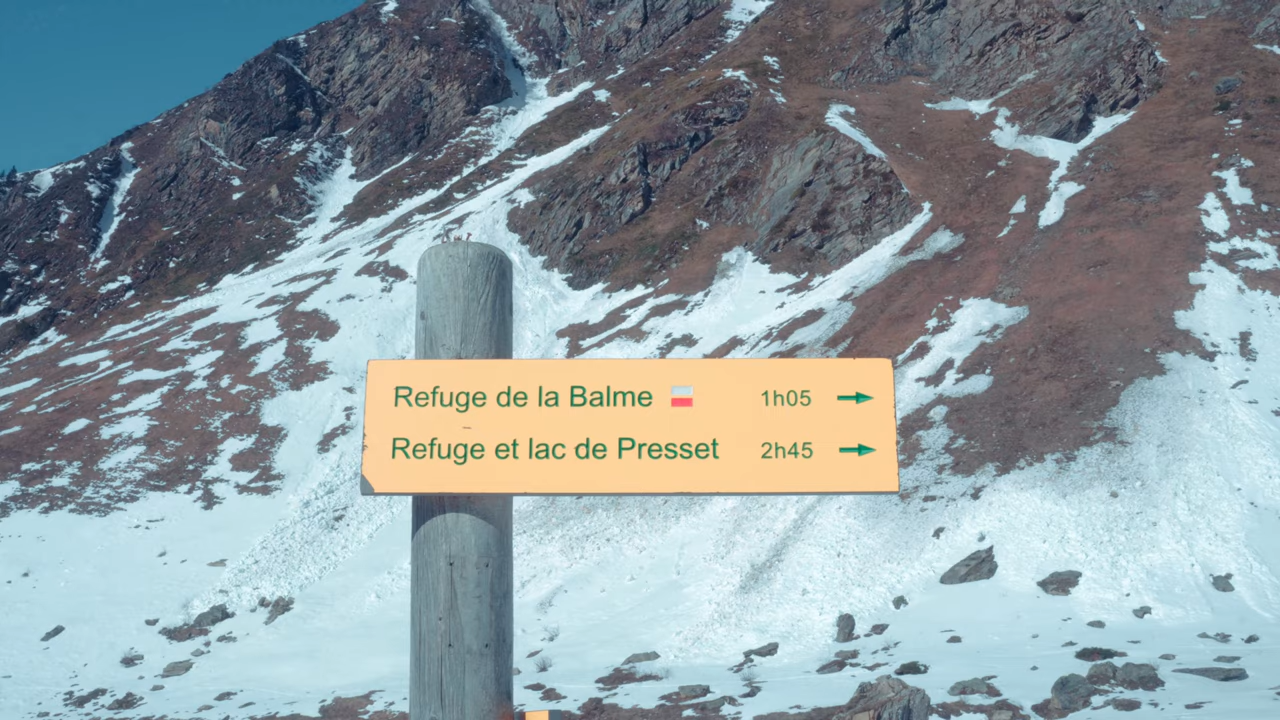 Refuge de la Balme 1h05 →
Refuge et lac de Presset 2h45 →